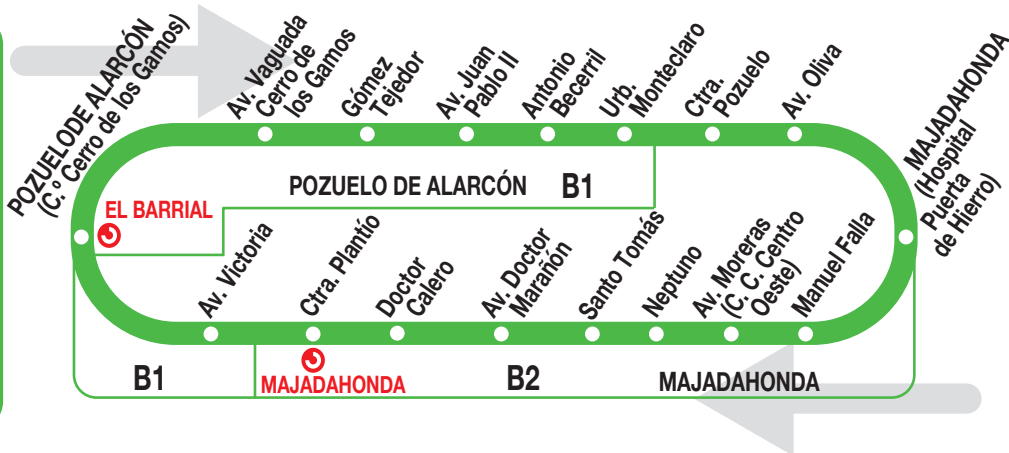 POZUELODE ALARCÓN
(C.º Cerro de los Gamos)
Av. Vaguada
Cerro de
los Gamos
Gómez
Tejedor
Av. Juan
Pablo II
Antonio
Becerril
Urb.
Monteclaro
Ctra.
Pozuelo
Av. Oliva
MAJADAHONDA
(Hospital
Puerta
de Hierro)
POZUELO DE ALARCÓN
B1
EL BARRIAL
Av. Victoria
Ctra. Plantío
Doctor
Calero
Av. Doctor
Marañón
Santo Tomás
Neptuno
Av. Moreras
(C. C. Centro
Oeste)
Manuel Falla
B1
MAJADAHONDA
B2
MAJADAHONDA